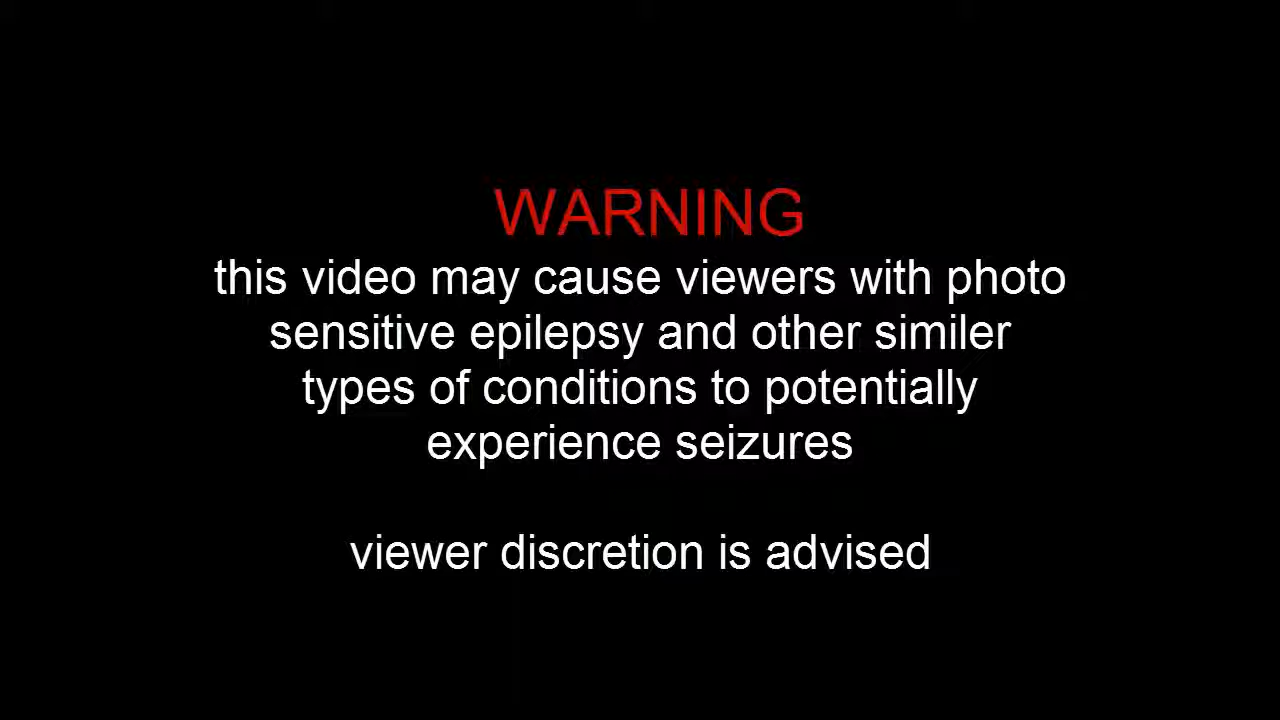 WARNING
this video may cause viewers with photo
sensitive epilepsy and other similer
types of conditions to potentially
experience seizures
viewer discretion is advised